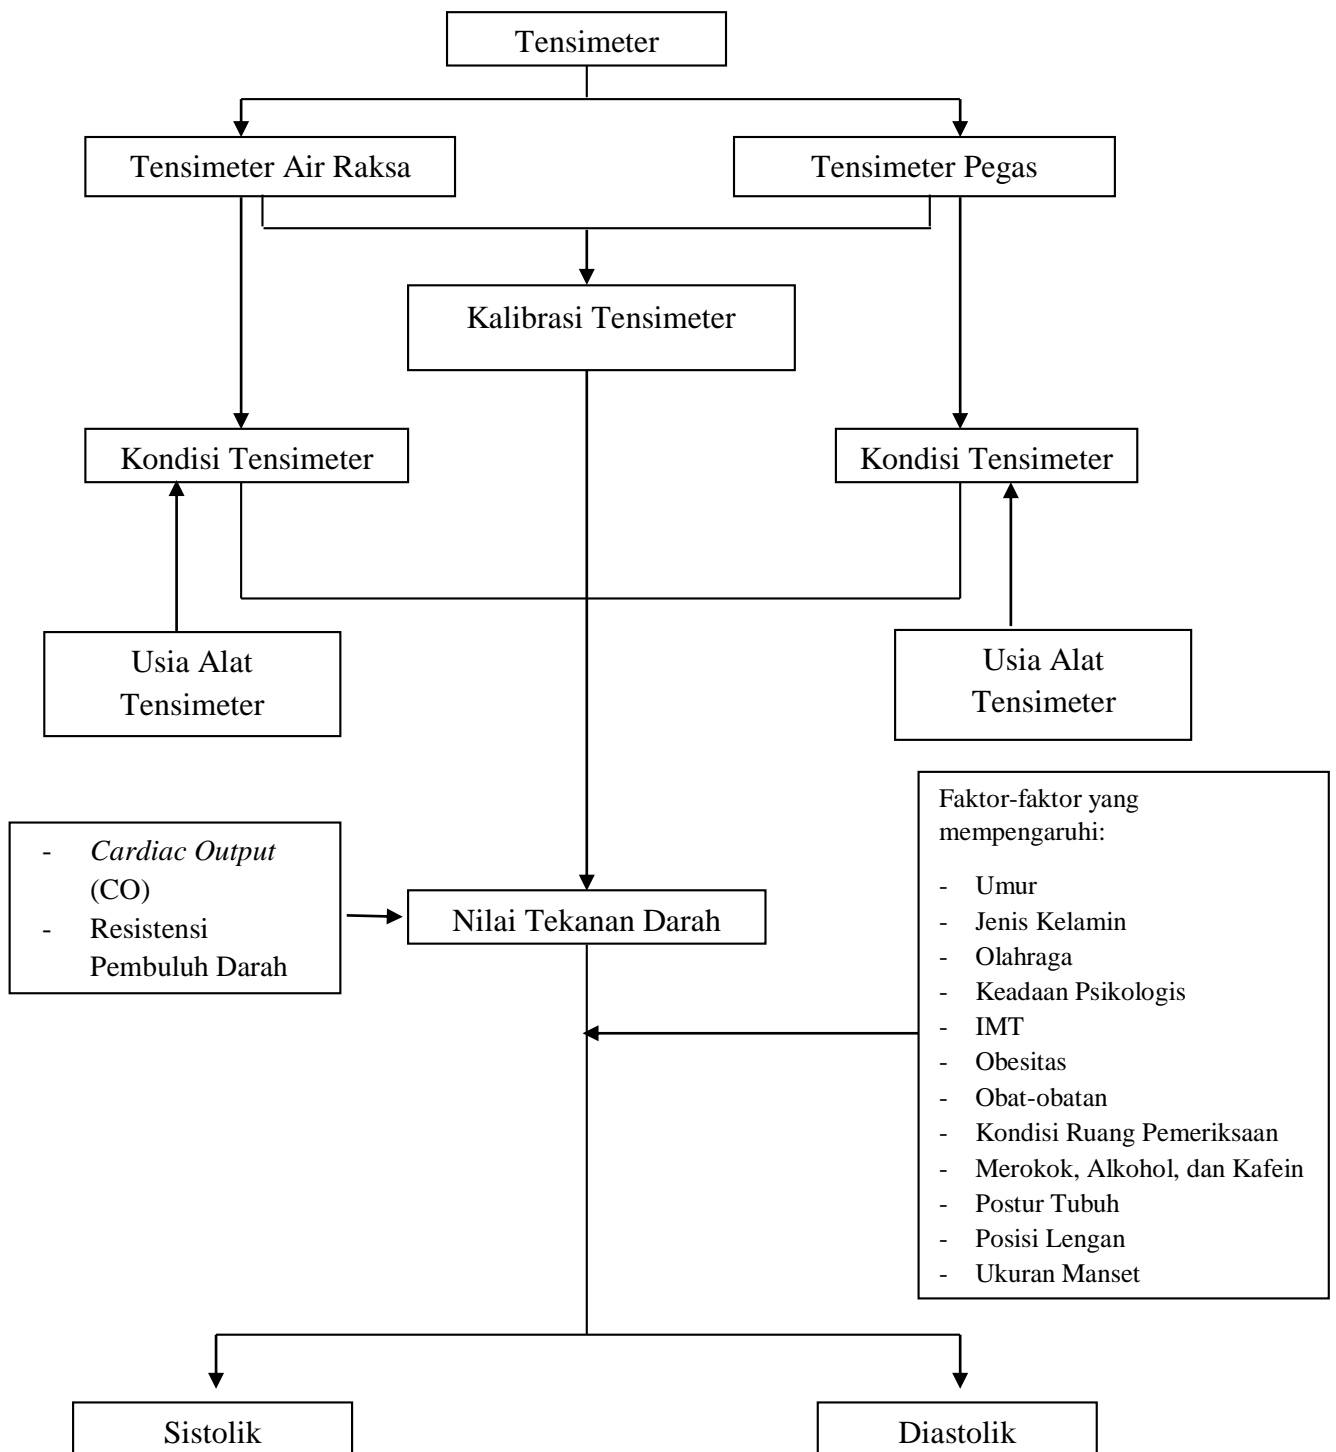 Tensimeter
Tensimeter Air Raksa
Tensimeter Pegas
Kalibrasi Tensimeter
Kondisi Tensimeter
Kondisi Tensimeter
Usia Alat
Tensimeter
Usia Alat
Tensimeter
- Cardiac Output
(CO)
- Resistensi
Pembuluh Darah
Nilai Tekanan Darah
Faktor-faktor yang
mempengaruhi:
- Umur
- Jenis Kelamin
- Olahraga
- Keadaan Psikologis
- IMT
- Obesitas
- Obat-obatan
- Kondisi Ruang Pemeriksaan
- Merokok, Alkohol, dan Kafein
- Postur Tubuh
- Posisi Lengan
- Ukuran Manset
Sistolik
Diastolik